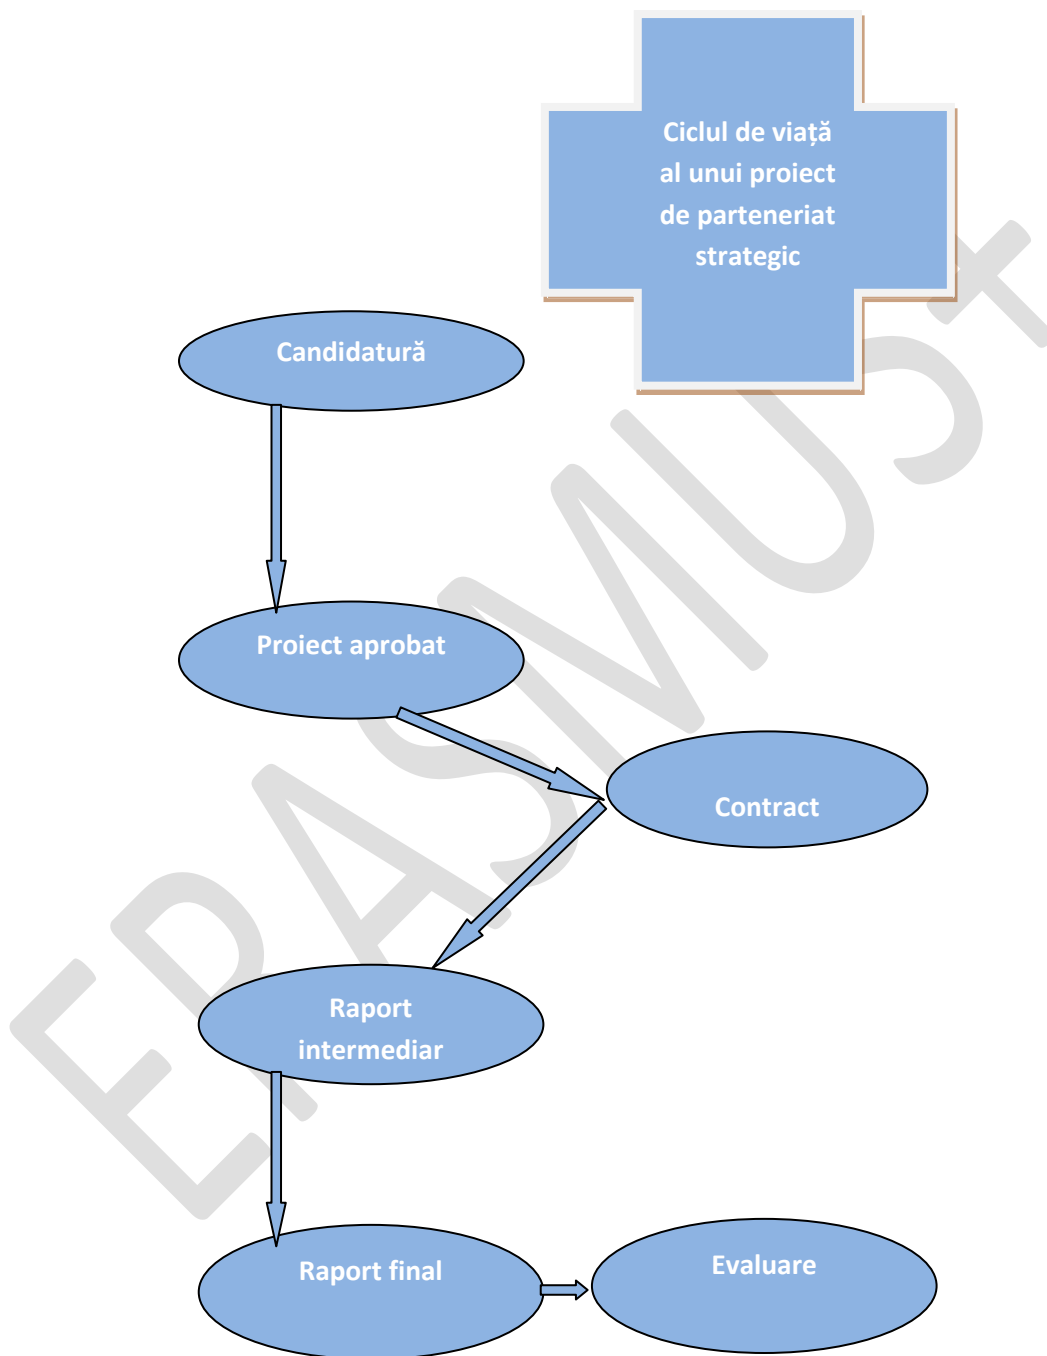 Ciclul de viață
al unui proiect
de parteneriat
strategic
Candidatură
Proiect aprobat
Contract
Raport
intermediar
Raport final
Evaluare
ERASMUS+